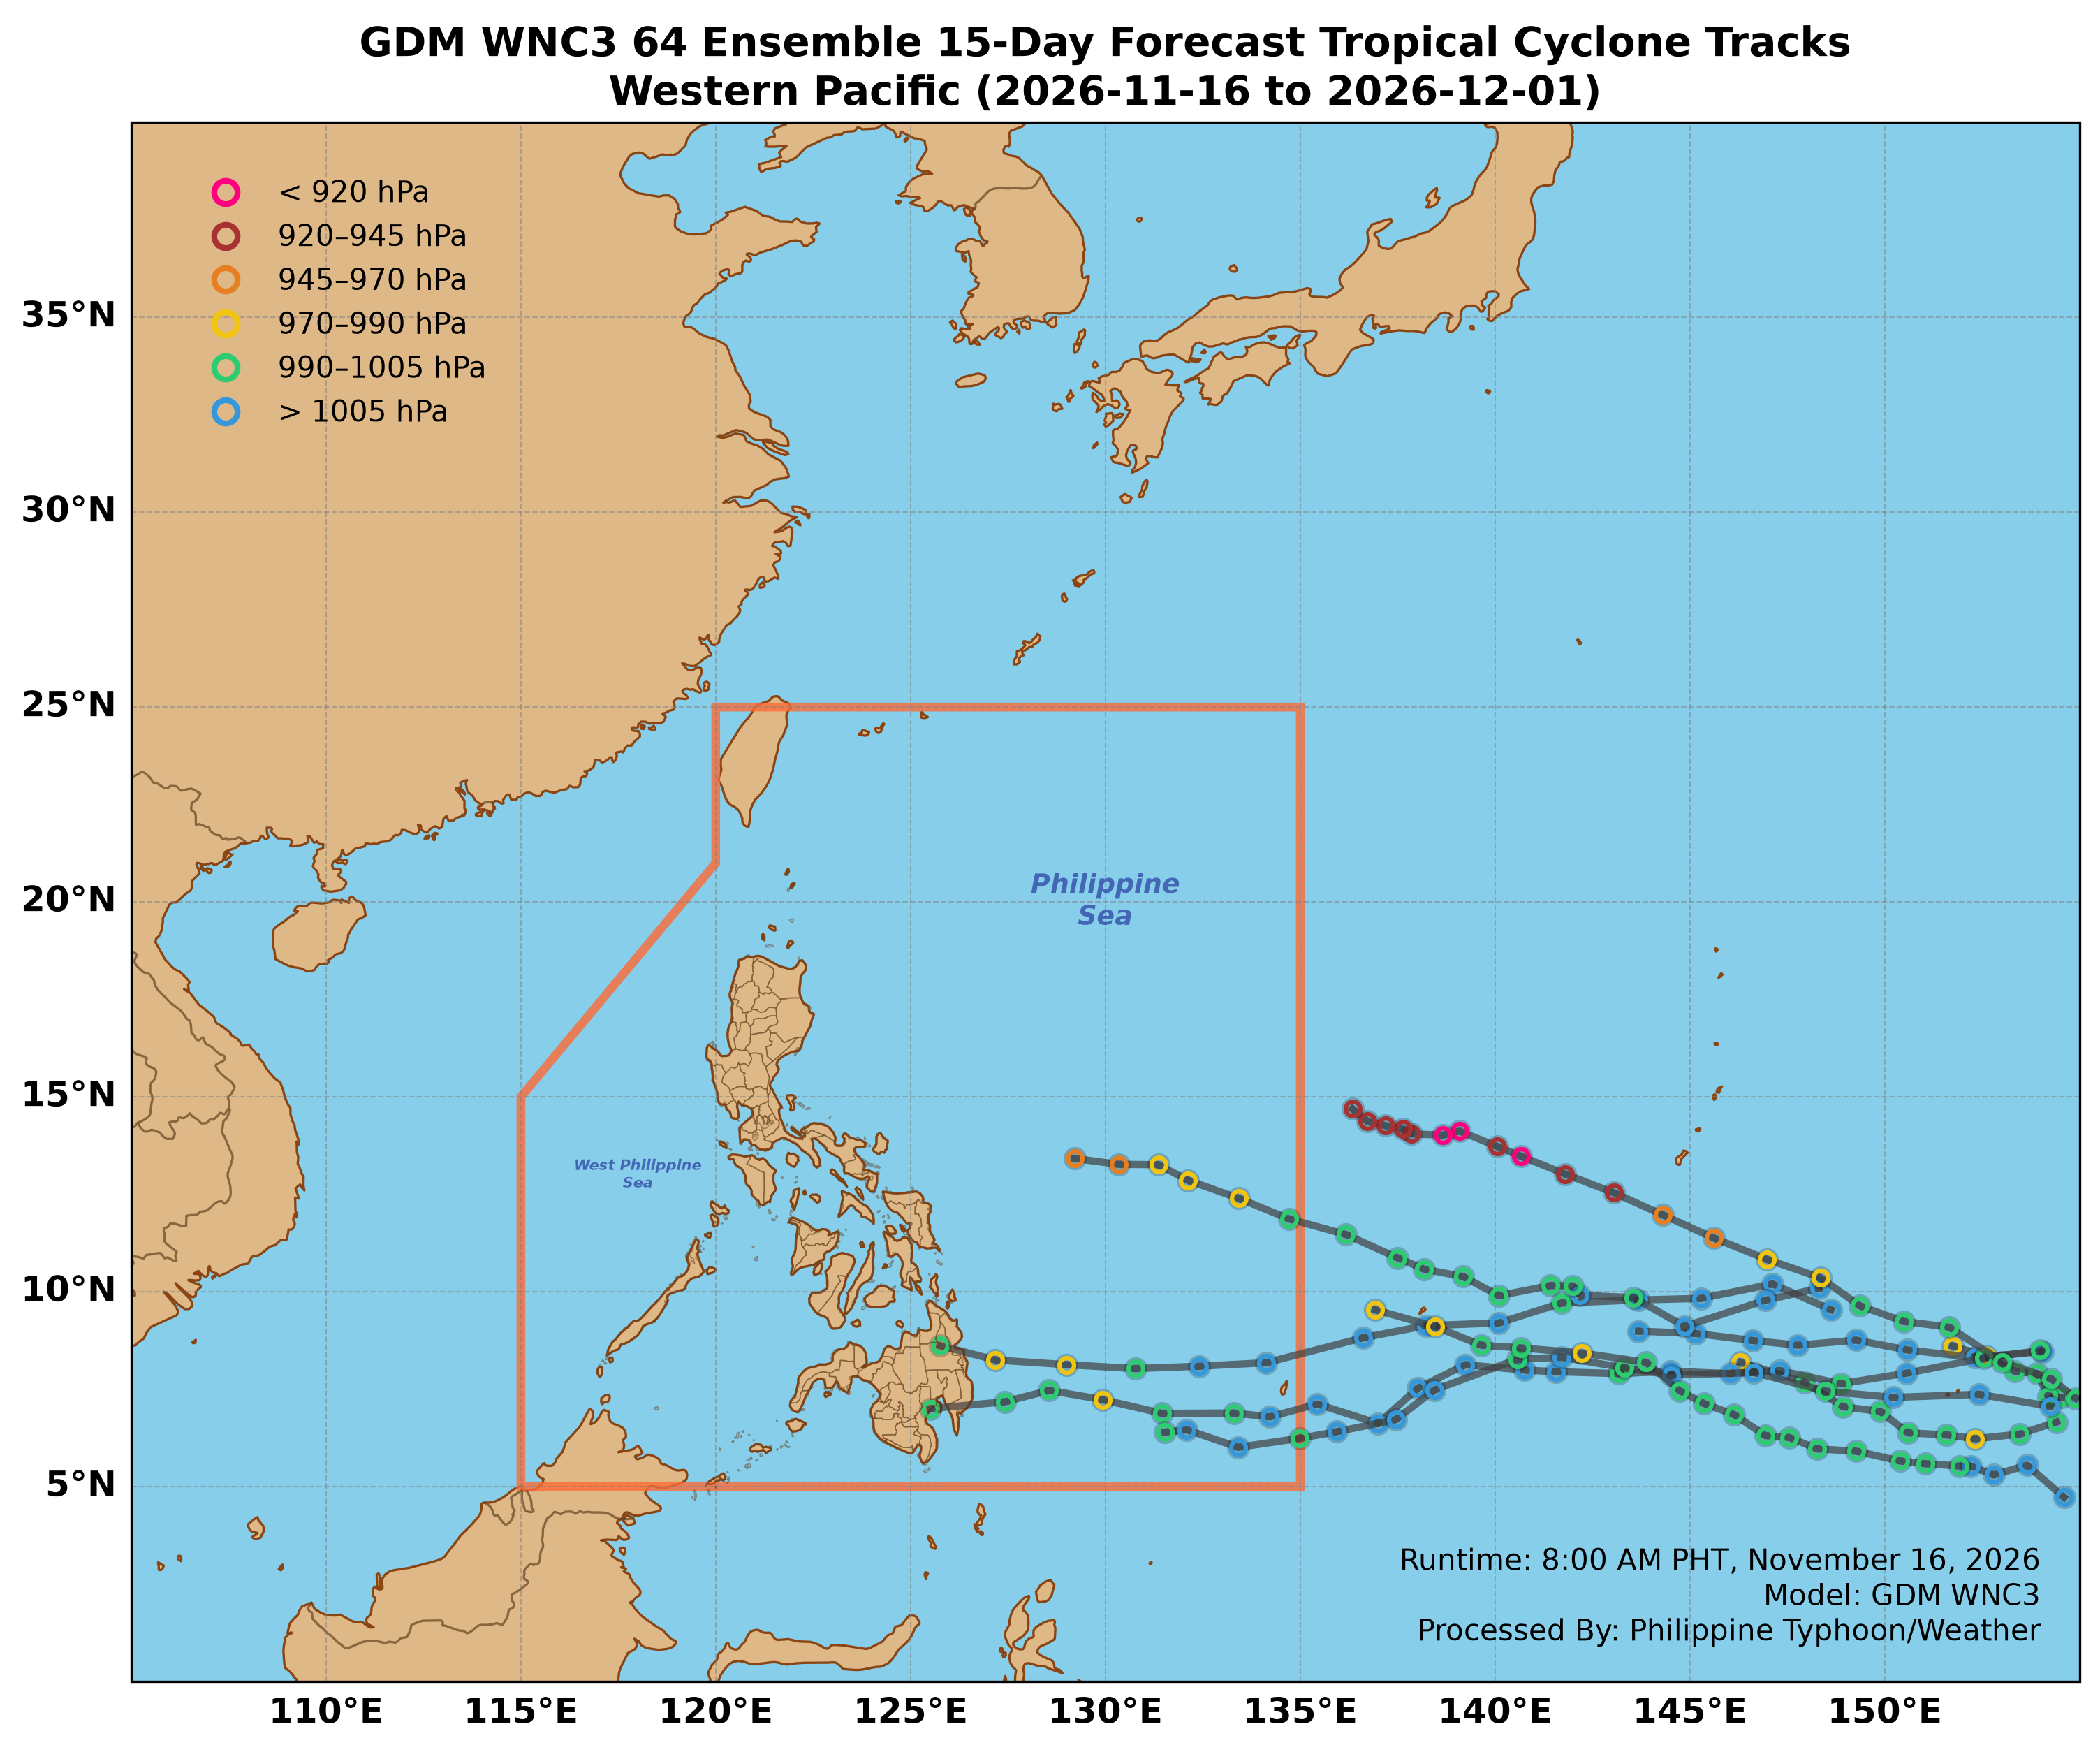 GDM WNC3 64 Ensemble 15-Day Forecast Tropical Cyclone Tracks
Western Pacific (2026-11-16 to 2026-12-01)
< 920 hPa
920–945 hPa
945–970 hPa
970–990 hPa
990–1005 hPa
> 1005 hPa
35°N
30°N
25°N
20°N
15°N
10°N
5°N
Philippine
Sea
West Philippine
Sea
Runtime: 8:00 AM PHT, November 16, 2026
Model: GDM WNC3
Processed By: Philippine Typhoon/Weather
110°E 115°E 120°E 125°E 130°E 135°E 140°E 145°E 150°E